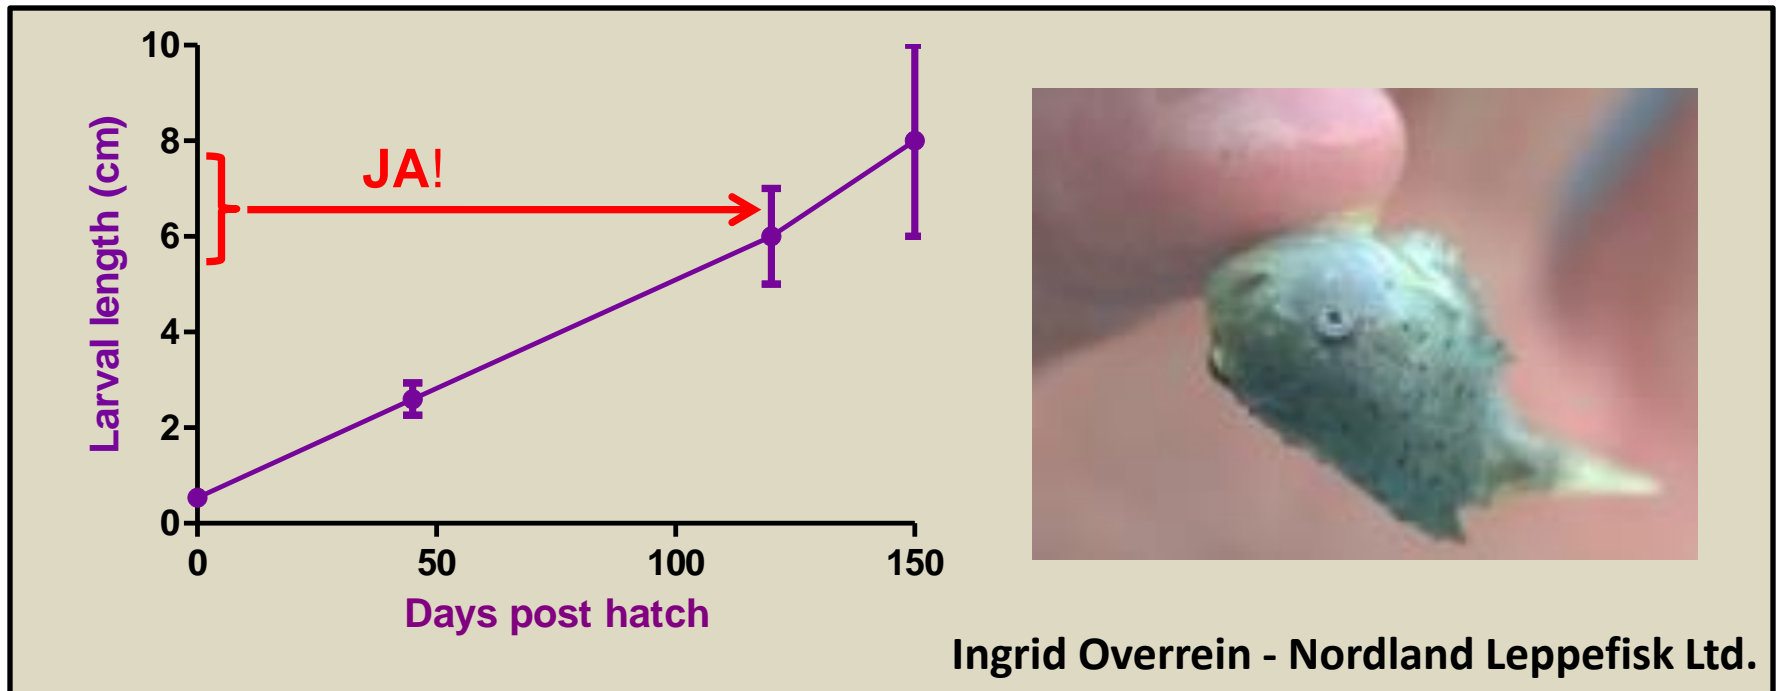 10
8
6
4
2
0
Larval length (cm)
JA!
0 50 100 150
Days post hatch
Ingrid Overrein - Nordland Leppefisk Ltd.